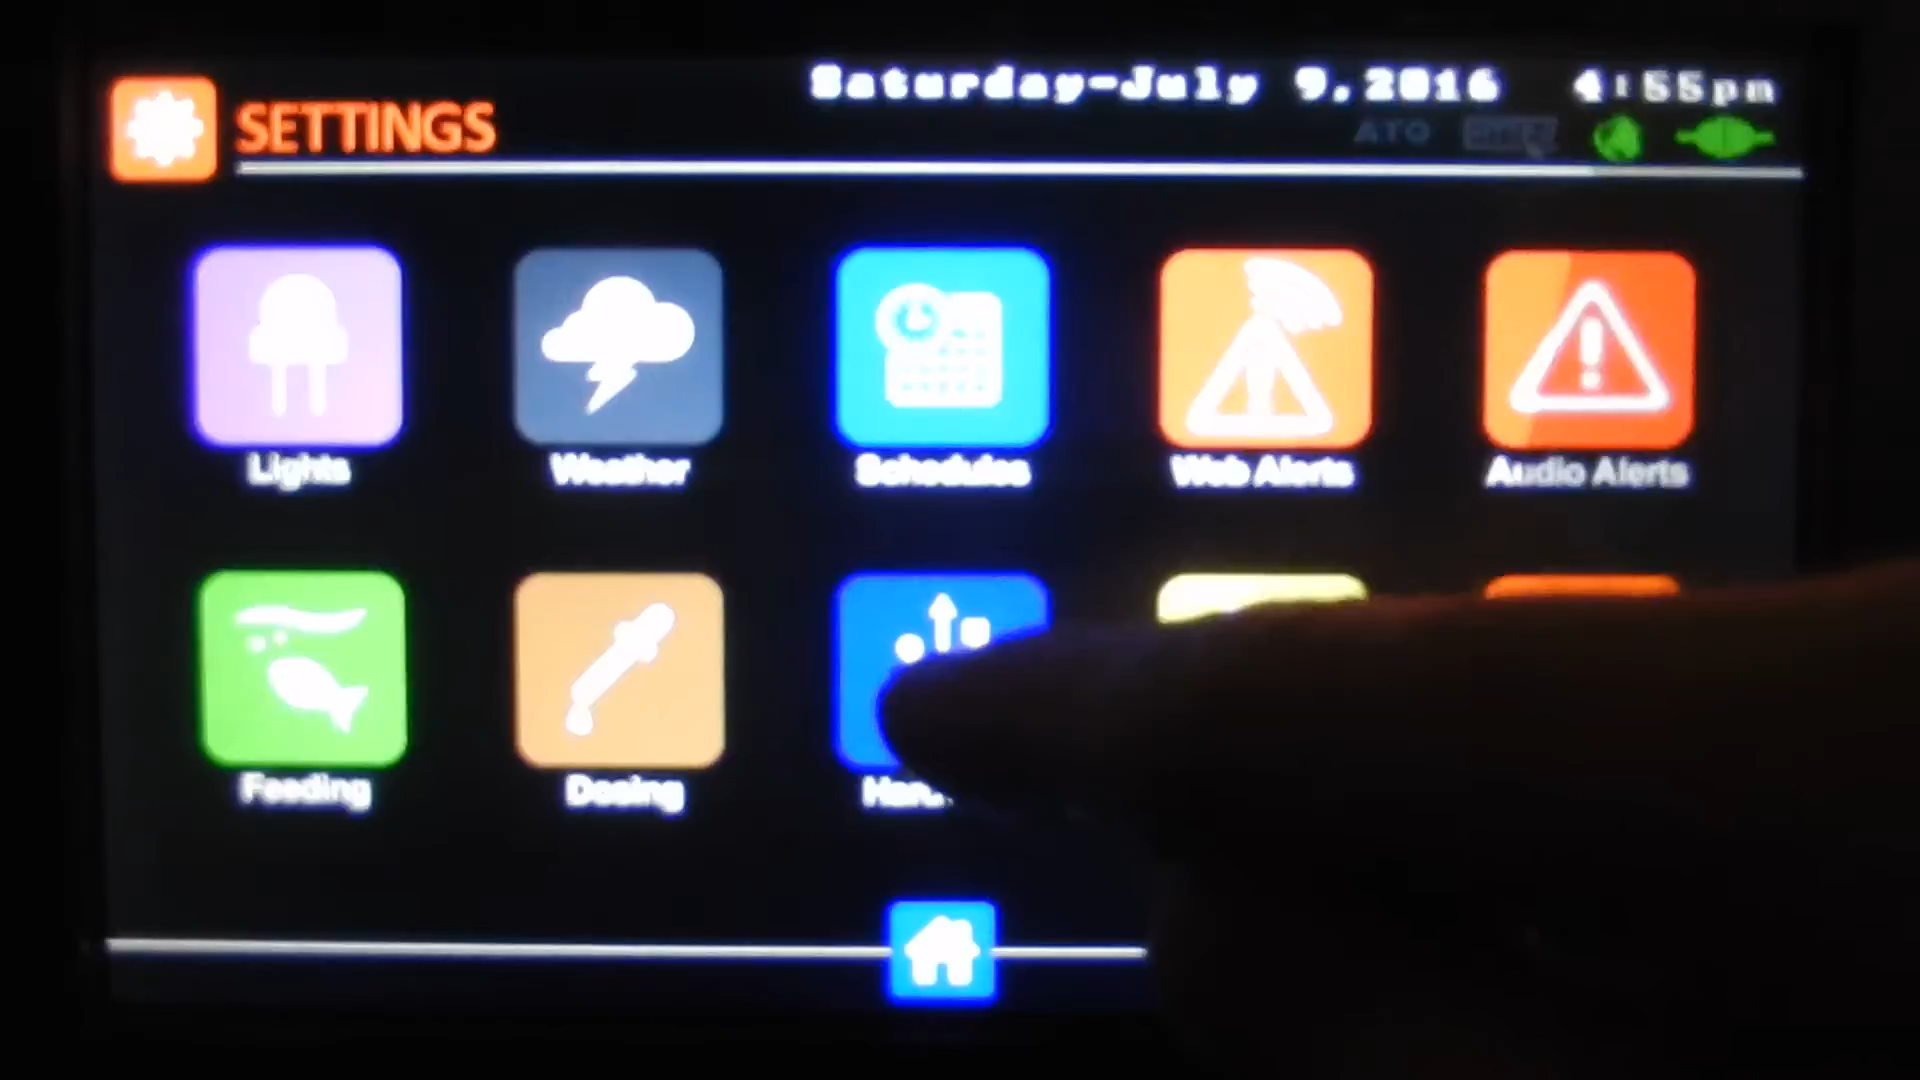 Saturday-July 9,2016 4:55pm
SETTINGS
ATO
Lights Weather Schedules Web Alerts Audio Alerts
Feeding Dosing